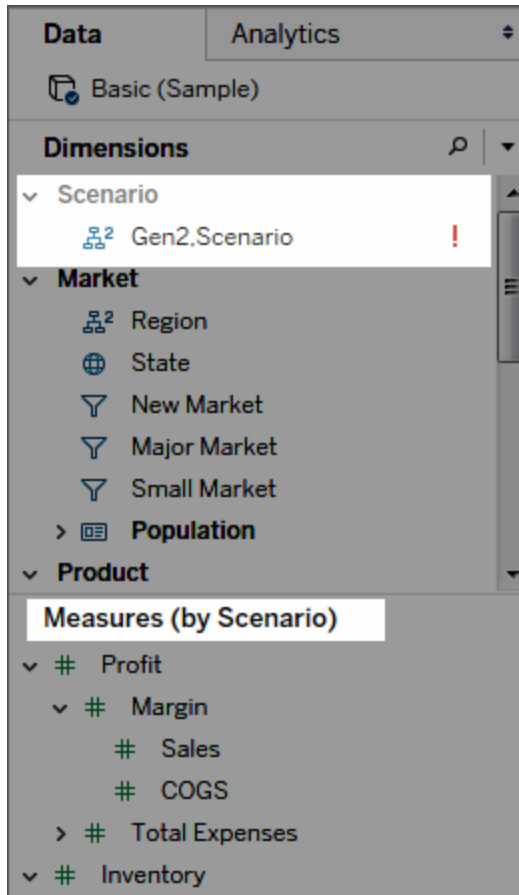 Data Analytics
Basic (Sample)
Dimensions
Scenario
Gen2,Scenario !
Market
Region
State
New Market
Major Market
Small Market
Population
Product
Measures (by Scenario)
# Profit
# Margin
# Sales
# COGS
# Total Expenses
# Inventory